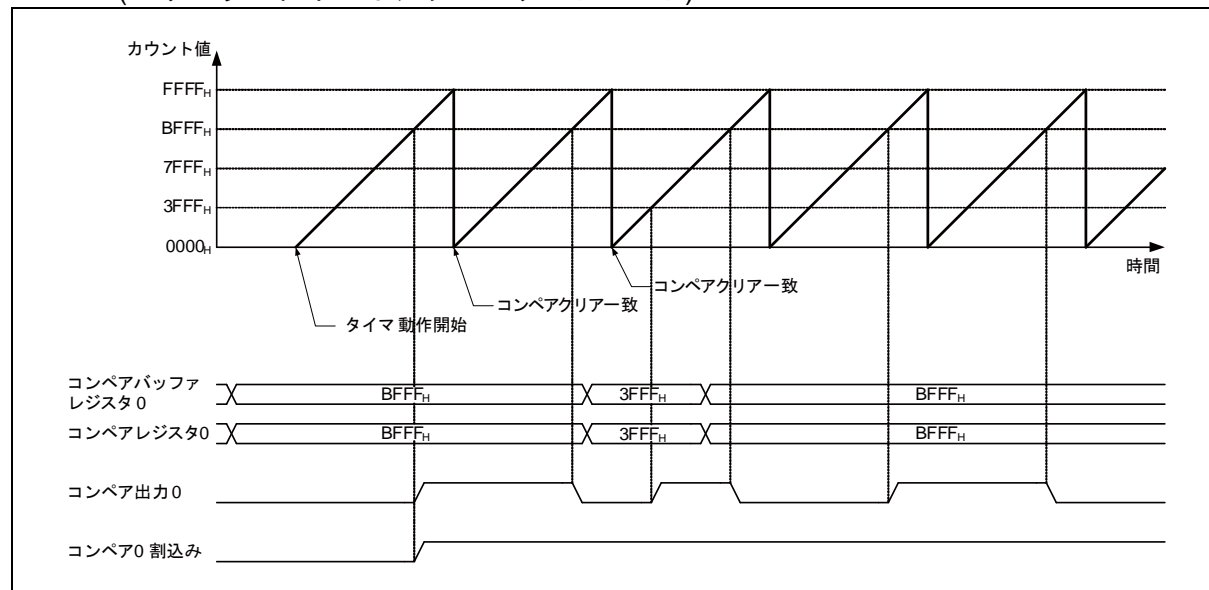 カウント値
FFFFH
BFFFH
7FFFH
3FFFH
0000H
時間
コンペアクリア一致
コンペアクリア一致
タイマ 動作開始
コンペアバッファ
レジスタ 0
BFFFH 3FFFH BFFFH
コンペアレジスタ0 BFFFH 3FFFH BFFFH
コンペア出力 0
コンペア0 割込み